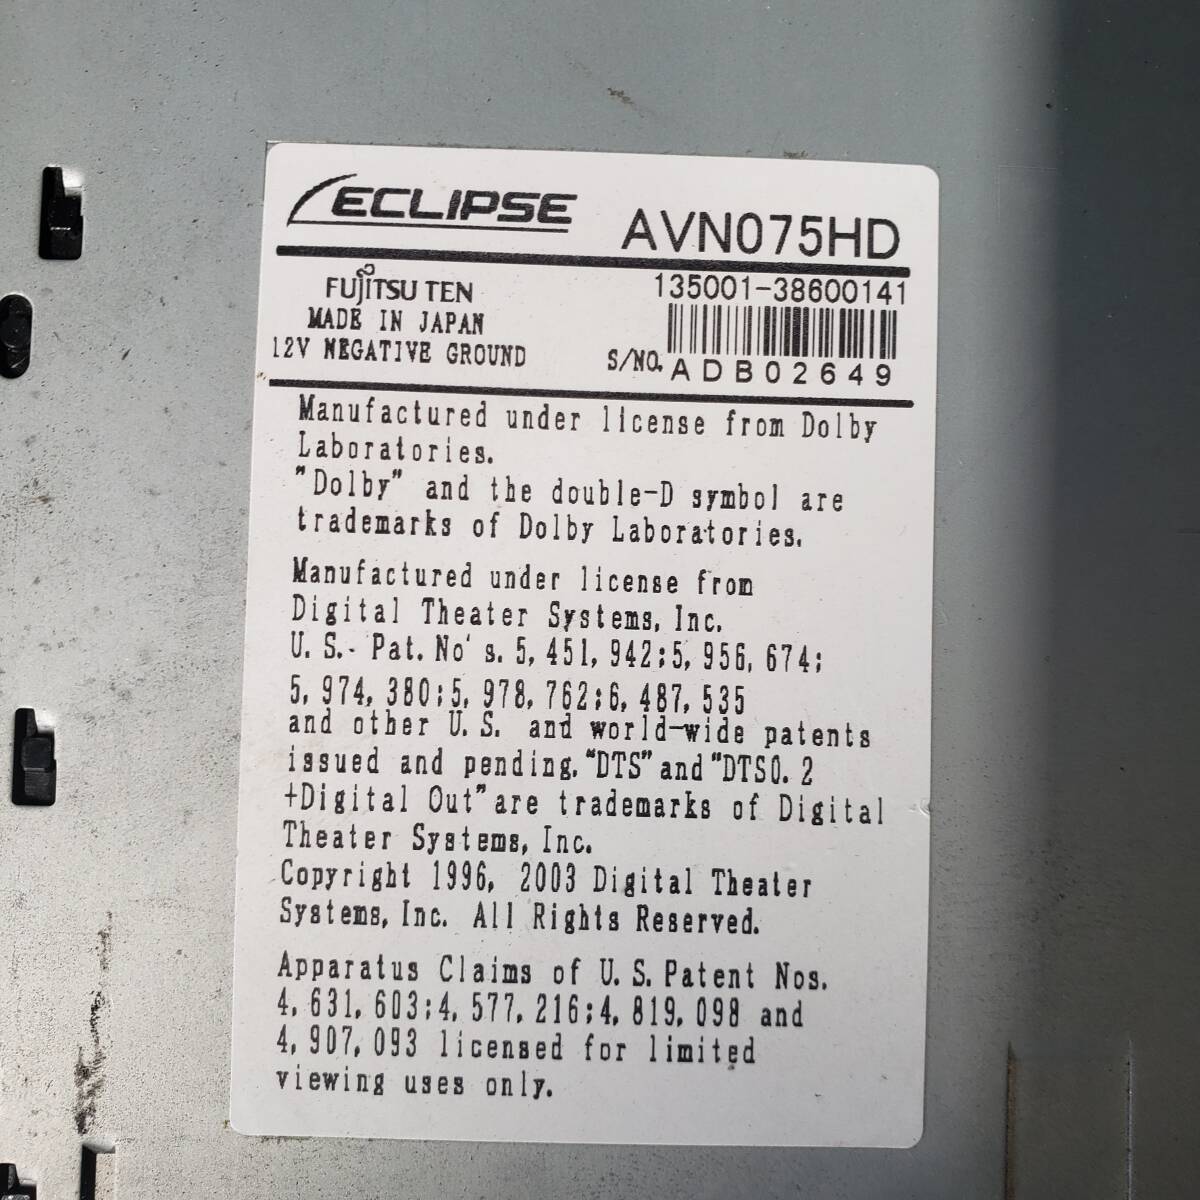 ECLIPSE AVN075HD
FUJITSU TEN 135001-38600141
MADE IN JAPAN
12V NEGATIVE GROUND S/NO. ADB02649
Manufactured under license from Dolby
Laboratories.
"Dolby" and the double-D symbol are
trademarks of Dolby Laboratories.
Manufactured under license from
Digital Theater Systems, Inc.
U.S.- Pat. No's. 5,451,942;5,956,674;
5,974,380;5,978,762;6,487,535
and other U.S. and world-wide patents
issued and pending. "DTS" and "DTS0.2
+Digital Out" are trademarks of Digital
Theater Systems, Inc.
Copyright 1996, 2003 Digital Theater
Systems, Inc. All Rights Reserved.
Apparatus Claims of U.S. Patent Nos.
4,631,603;4,577,216;4,819,098 and
4,907,093 licensed for limited
viewing uses only.